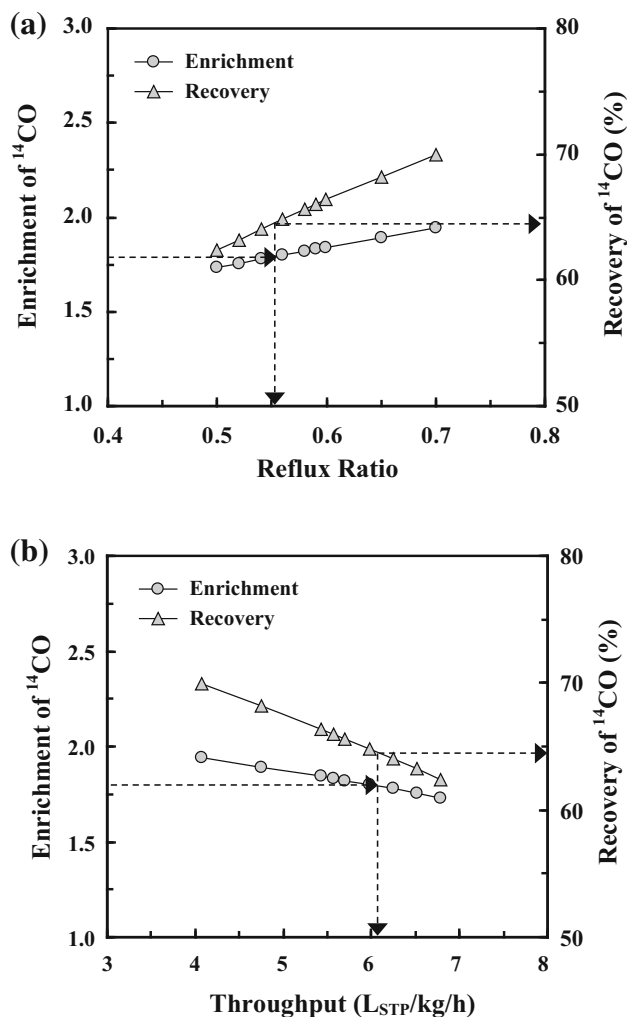 (a)
3.0
2.5
2.0
1.5
1.0
Enrichment of ¹⁴CO
Enrichment
Recovery
80
70
60
50
Recovery of ¹⁴CO (%)
0.4 0.5 0.6 0.7 0.8
Reflux Ratio
(b)
3.0
2.5
2.0
1.5
1.0
Enrichment of ¹⁴CO
Enrichment
Recovery
80
70
60
50
Recovery of ¹⁴CO (%)
3 4 5 6 7 8
Throughput (L_STP/kg/h)